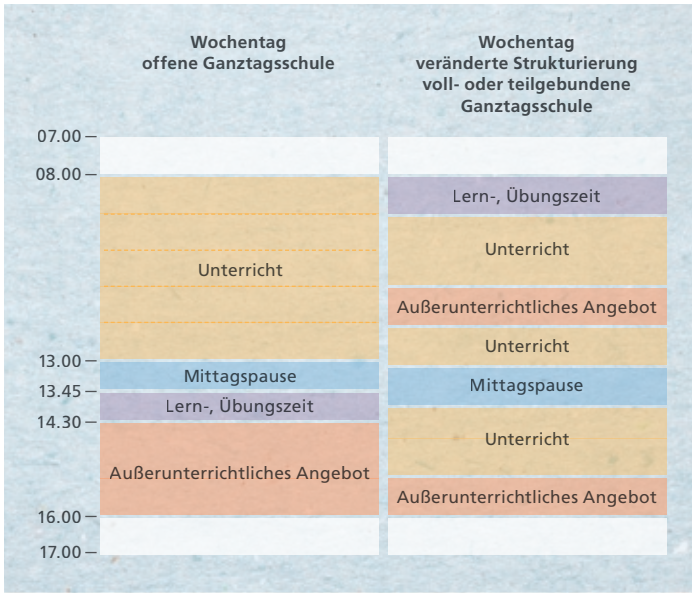 Wochentag
offene Ganztagsschule
Wochentag
veränderte Strukturierung
voll- oder teilgebundene
Ganztagsschule
07.00
08.00
13.00
13.45
14.30
16.00
17.00
Unterricht
Mittagspause
Lern-, Übungszeit
Außerunterrichtliches Angebot
Lern-, Übungszeit
Unterricht
Außerunterrichtliches Angebot
Unterricht
Mittagspause
Unterricht
Außerunterrichtliches Angebot